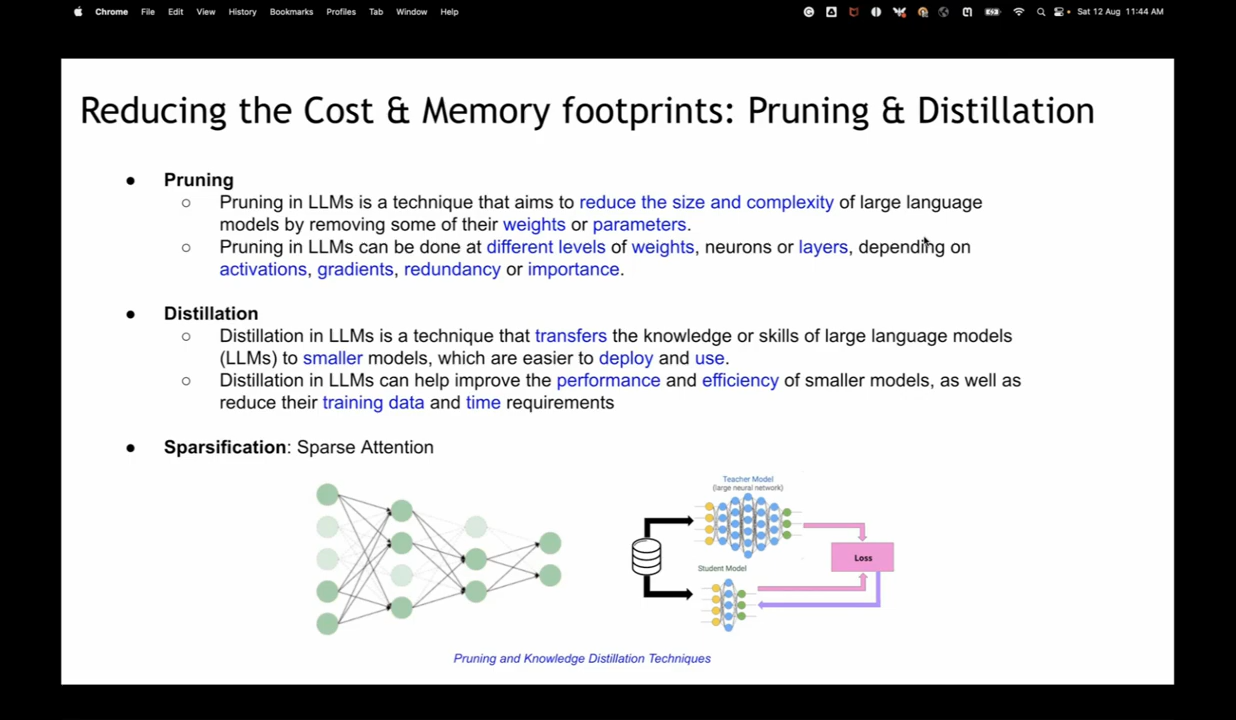 Chrome File Edit View History Bookmarks Profiles Tab Window Help Sat 12 Aug 11:44 AM
Reducing the Cost & Memory footprints: Pruning & Distillation
● Pruning
○ Pruning in LLMs is a technique that aims to reduce the size and complexity of large language
models by removing some of their weights or parameters.
○ Pruning in LLMs can be done at different levels of weights, neurons or layers, depending on
activations, gradients, redundancy or importance.
● Distillation
○ Distillation in LLMs is a technique that transfers the knowledge or skills of large language models
(LLMs) to smaller models, which are easier to deploy and use.
○ Distillation in LLMs can help improve the performance and efficiency of smaller models, as well as
reduce their training data and time requirements
● Sparsification: Sparse Attention
Teacher Model
(large neural network)
Loss
Student Model
Pruning and Knowledge Distillation Techniques